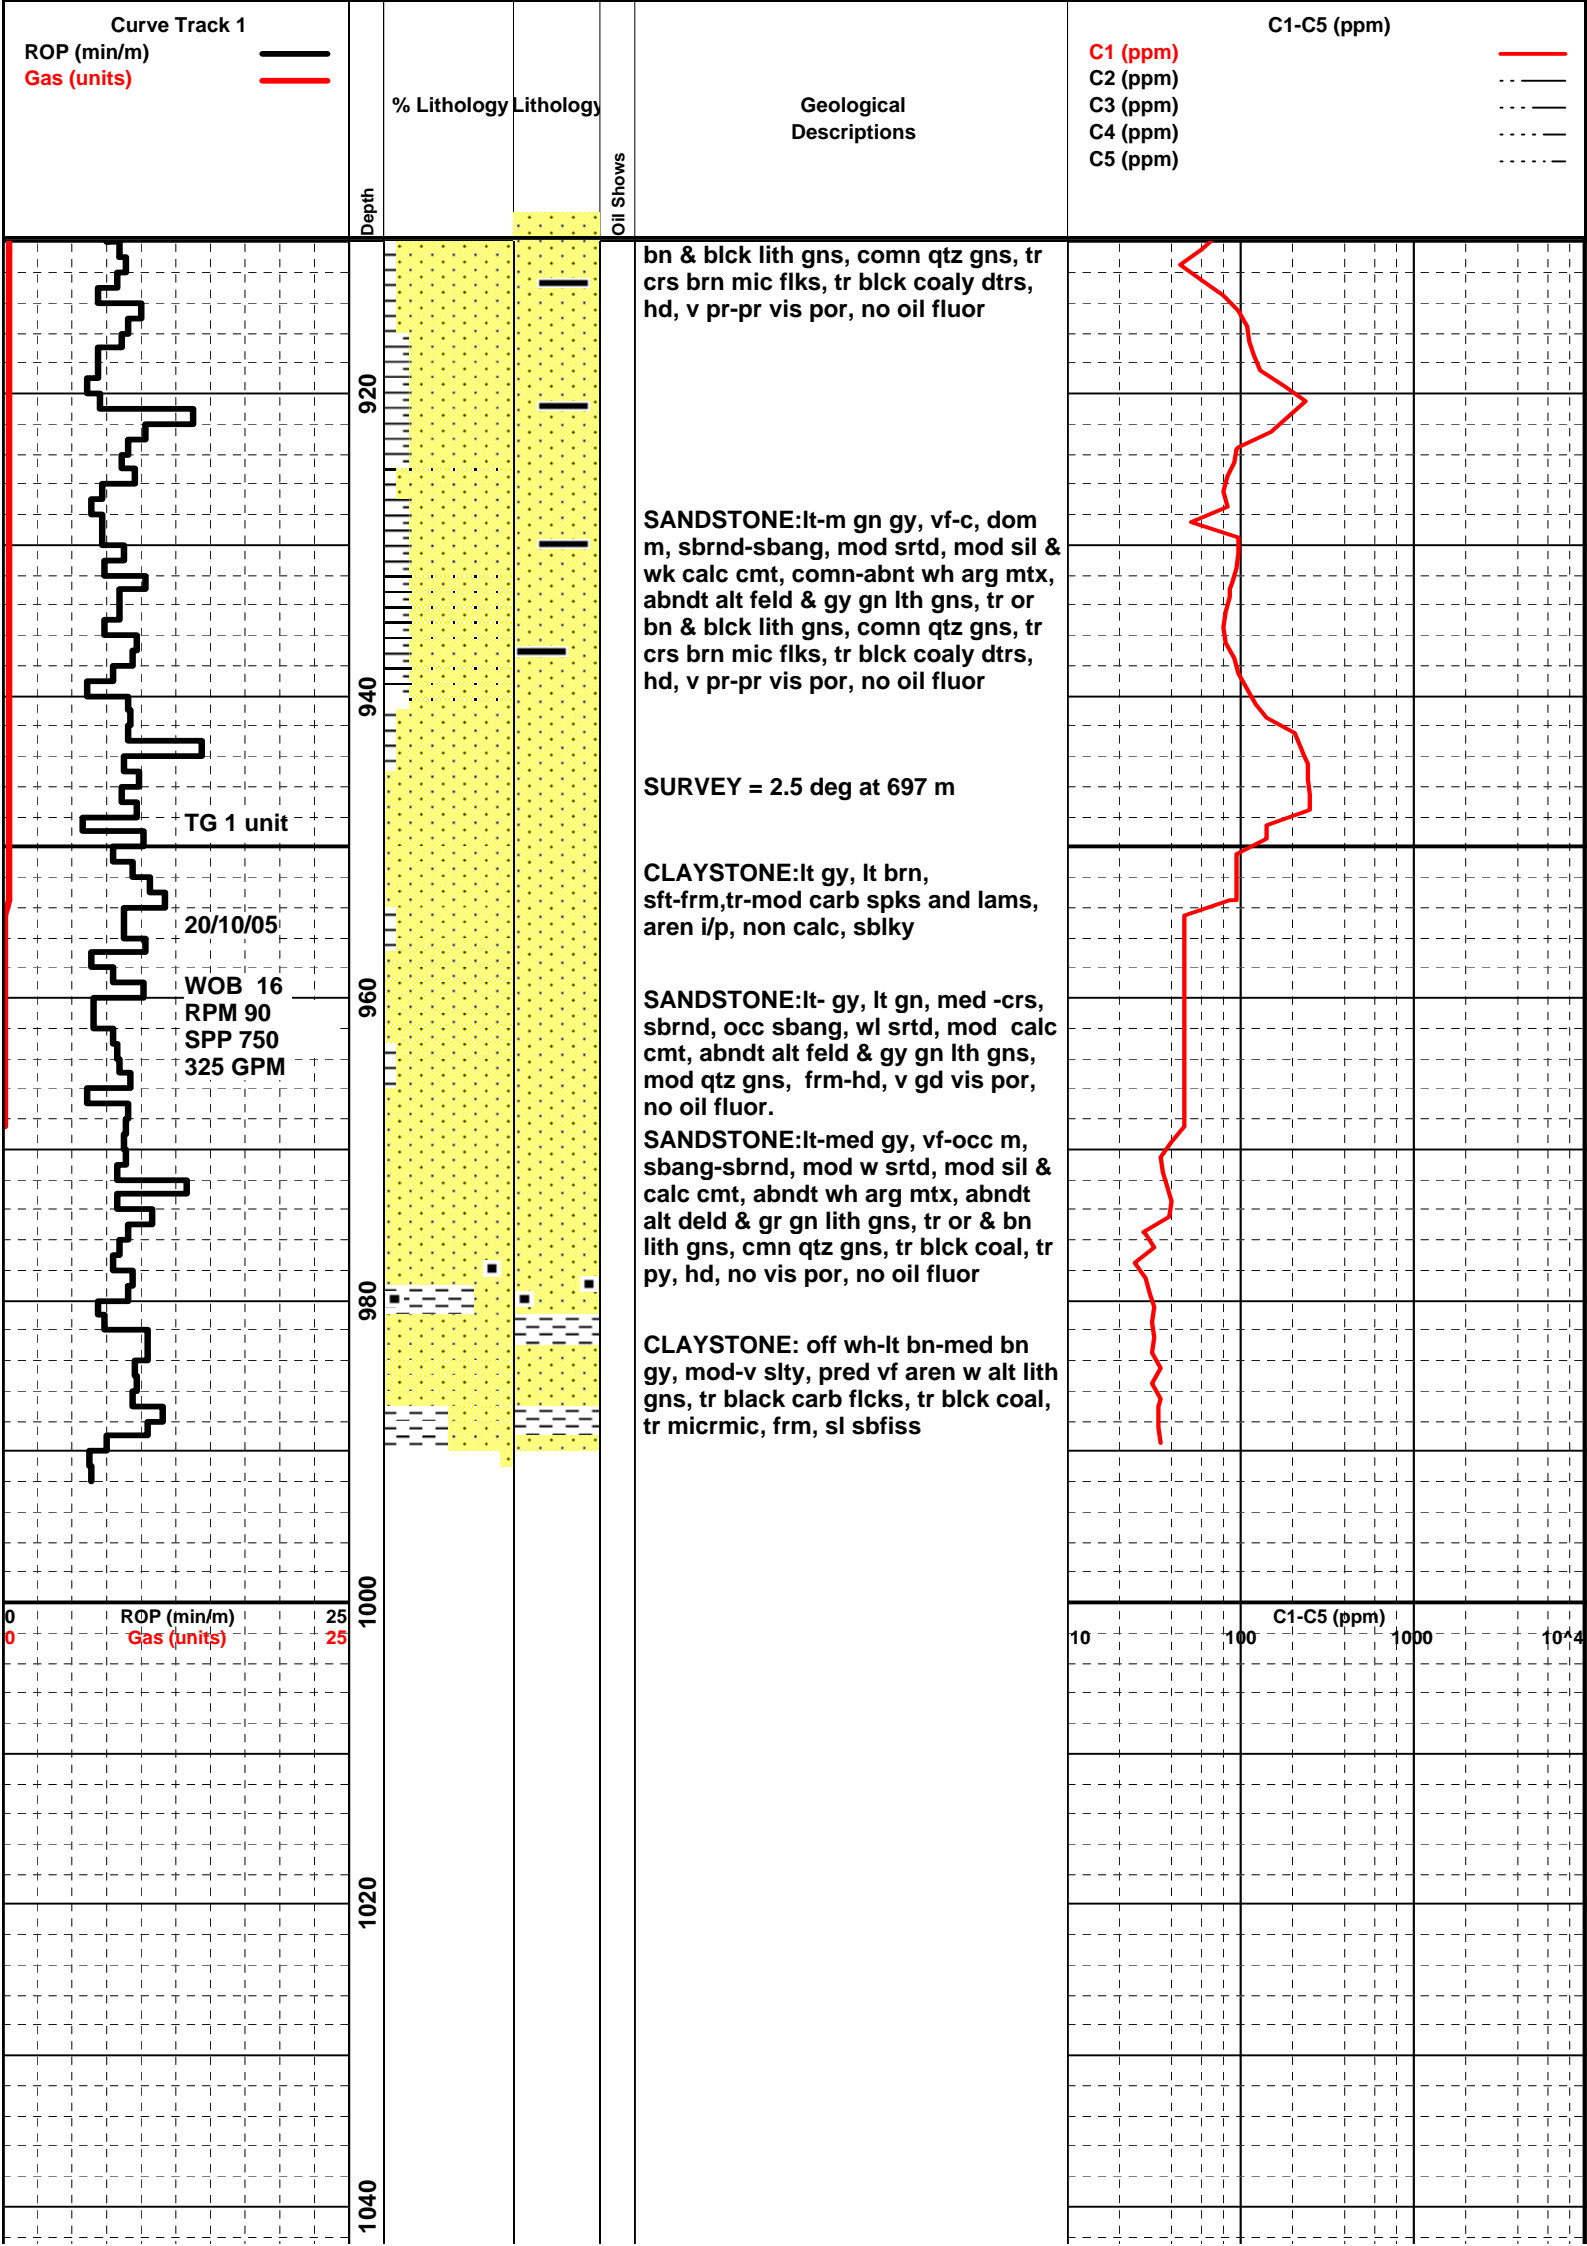 Curve Track 1
ROP (min/m)
Gas (units)
Depth
% Lithology
Lithology
Oil Shows
Geological
Descriptions
C1-C5 (ppm)
C1 (ppm)
C2 (ppm)
C3 (ppm)
C4 (ppm)
C5 (ppm)
bn & blck lith gns, comn qtz gns, tr
crs brn mic flks, tr blck coaly dtrs,
hd, v pr-pr vis por, no oil fluor
920
SANDSTONE:lt-m gn gy, vf-c, dom
m, sbrnd-sbang, mod srtd, mod sil &
wk calc cmt, comn-abnt wh arg mtx,
abndt alt feld & gy gn lth gns, tr or
bn & blck lith gns, comn qtz gns, tr
crs brn mic flks, tr blck coaly dtrs,
hd, v pr-pr vis por, no oil fluor
940
SURVEY = 2.5 deg at 697 m
TG 1 unit
CLAYSTONE:lt gy, lt brn,
sft-frm,tr-mod carb spks and lams,
aren i/p, non calc, sblky
20/10/05
WOB 16
RPM 90
SPP 750
325 GPM
960
SANDSTONE:lt- gy, lt gn, med -crs,
sbrnd, occ sbang, wl srtd, mod calc
cmt, abndt alt feld & gy gn lth gns,
mod qtz gns, frm-hd, v gd vis por,
no oil fluor.
SANDSTONE:lt-med gy, vf-occ m,
sbang-sbrnd, mod w srtd, mod sil &
calc cmt, abndt wh arg mtx, abndt
alt deld & gr gn lith gns, tr or & bn
lith gns, cmn qtz gns, tr blck coal, tr
py, hd, no vis por, no oil fluor
980
CLAYSTONE: off wh-lt bn-med bn
gy, mod-v slty, pred vf aren w alt lith
gns, tr black carb flcks, tr blck coal,
tr micrmic, frm, sl sbfiss
1000
0 ROP (min/m) 25
0 Gas (units) 25
C1-C5 (ppm)
10 100 1000 10^4
1020
1040